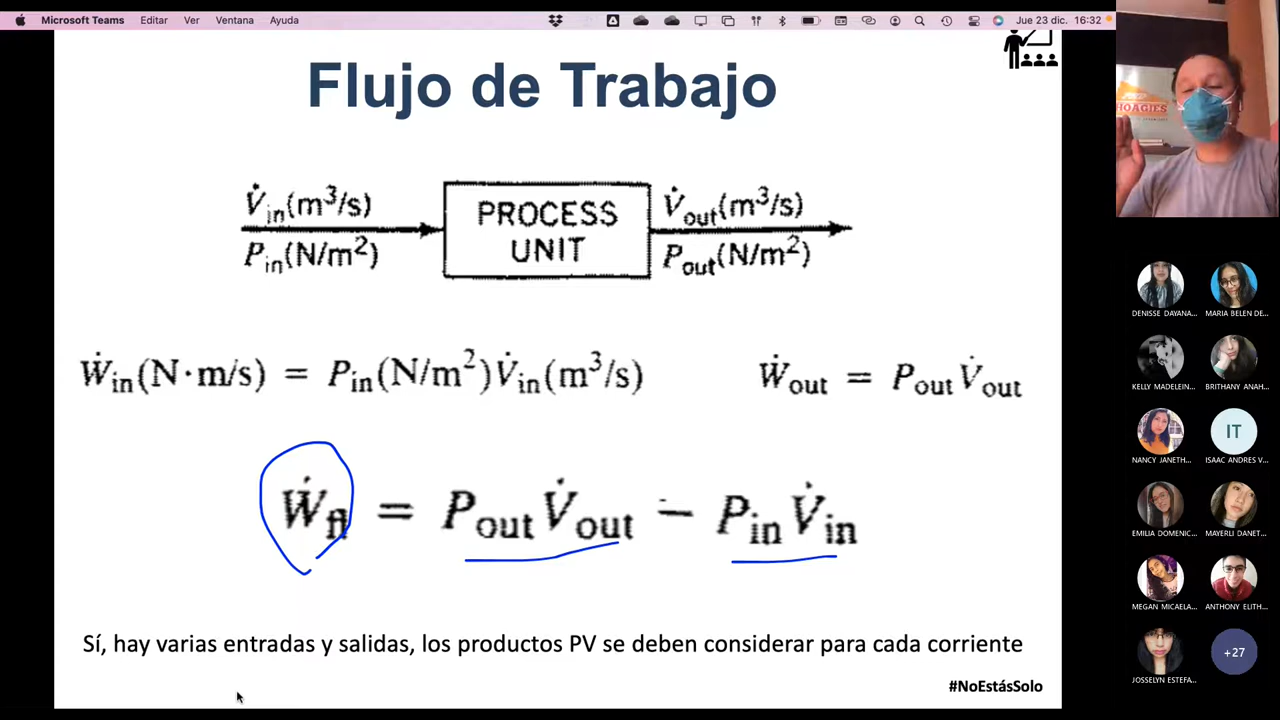 Microsoft Teams Editar Ver Ventana Ayuda Jue 23 dic. 16:32
Flujo de Trabajo
V̇in(m³/s)
Pin(N/m²)
PROCESS
UNIT
V̇out(m³/s)
Pout(N/m²)
Ẇin(N·m/s) = Pin(N/m²)V̇in(m³/s)
Ẇout = PoutV̇out
Ẇfl = PoutV̇out − PinV̇in
Sí, hay varias entradas y salidas, los productos PV se deben considerar para cada corriente
#NoEstásSolo
HOAGIES
DENISSE DAYANA...
MARIA BELEN DE...
KELLY MADELEIN...
BRITHANY ANAH...
IT
NANCY JANETH...
ISAAC ANDRES V...
EMILIA DOMENIC...
MAYERLI DANET...
MEGAN MICAELA...
ANTHONY ELITH...
JOSSELYN ESTEFA...
+27